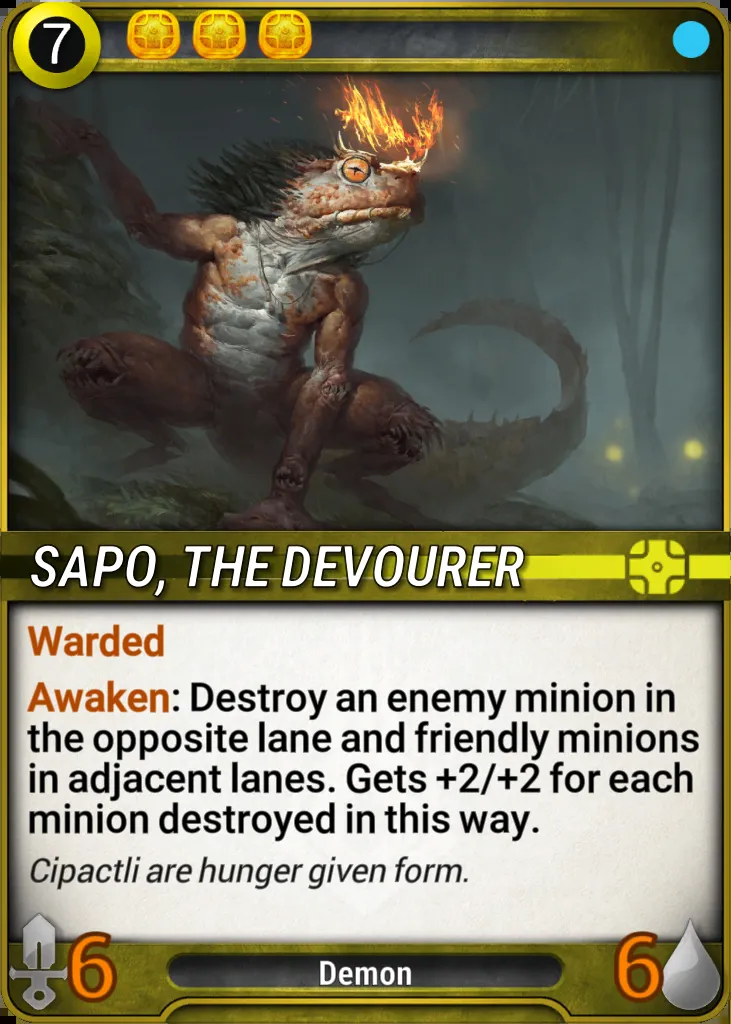 7
SAPO, THE DEVOURER
Warded
Awaken: Destroy an enemy minion in
the opposite lane and friendly minions
in adjacent lanes. Gets +2/+2 for each
minion destroyed in this way.
Cipactli are hunger given form.
6
Demon
6